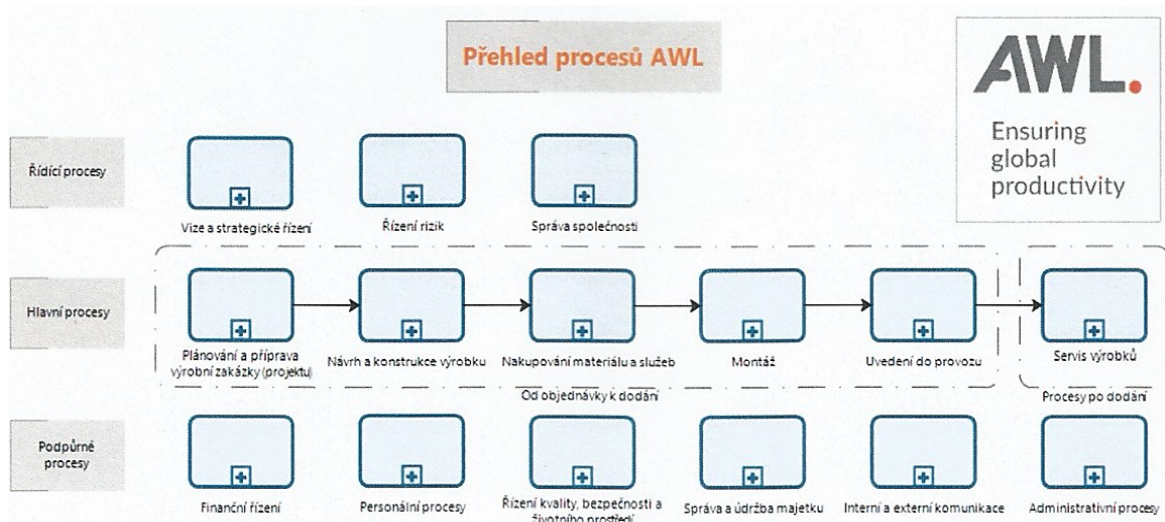 Přehled procesů AWL
AWL.
Ensuring
global
productivity
Řídící procesy
Vize a strategické řízení
Řízení rizik
Správa společnosti
Hlavní procesy
Plánování a příprava
výrobní zakázky (projektu)
Návrh a konstrukce výrobku
Nakupování materiálu a služeb
Montáž
Uvedení do provozu
Servis výrobků
Od objednávky k dodání
Procesy po dodání
Podpůrné
procesy
Finanční řízení
Personální procesy
Řízení kvality, bezpečnosti a
životního prostředí
Správa a údržba majetku
Interní a externí komunikace
Administrativní procesy